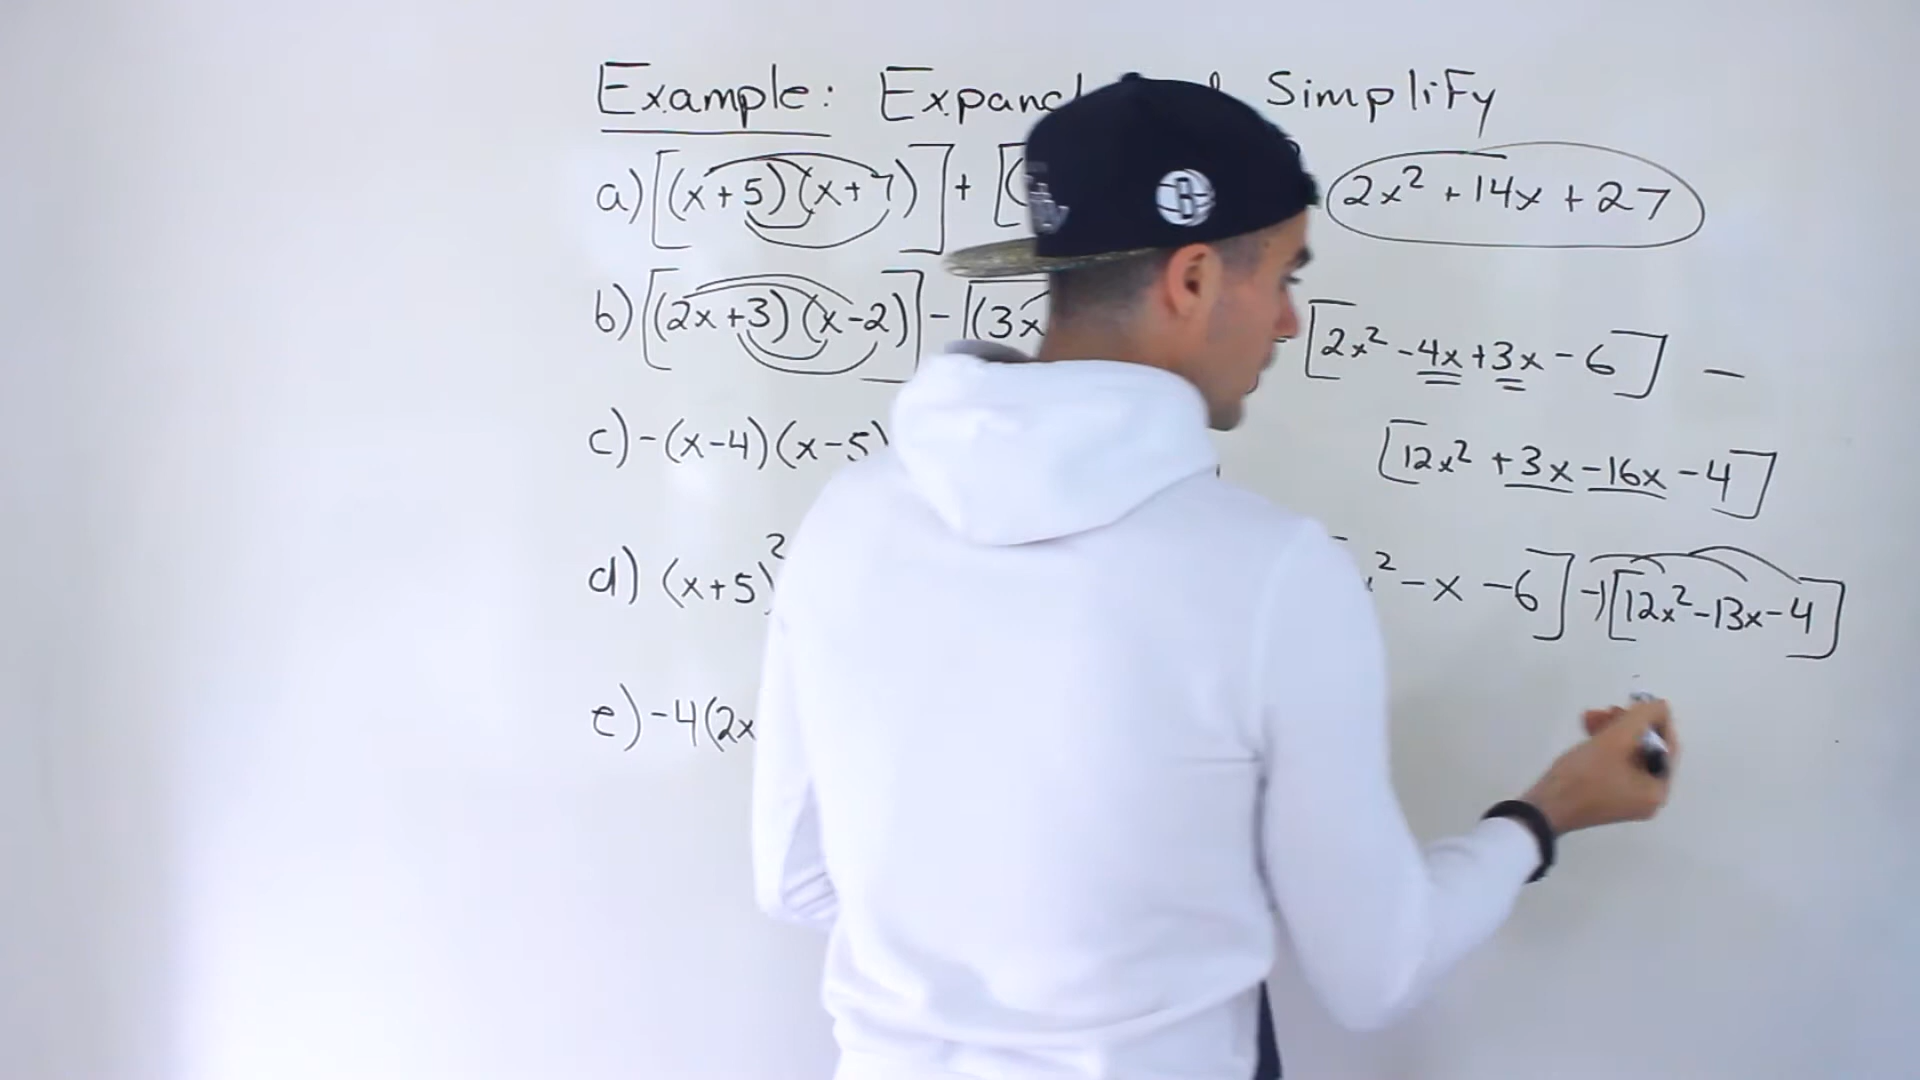 Example: Expand Simplify
a) [(x+5)(x+7)] + [( 2x² + 14x + 27
b) [(2x+3)(x-2)] - [(3x [2x² - 4x + 3x - 6] -
c) -(x-4)(x-5) [12x² + 3x - 16x - 4]
d) (x+5)² ² - x - 6] -1[12x² - 13x - 4]
e) -4(2x